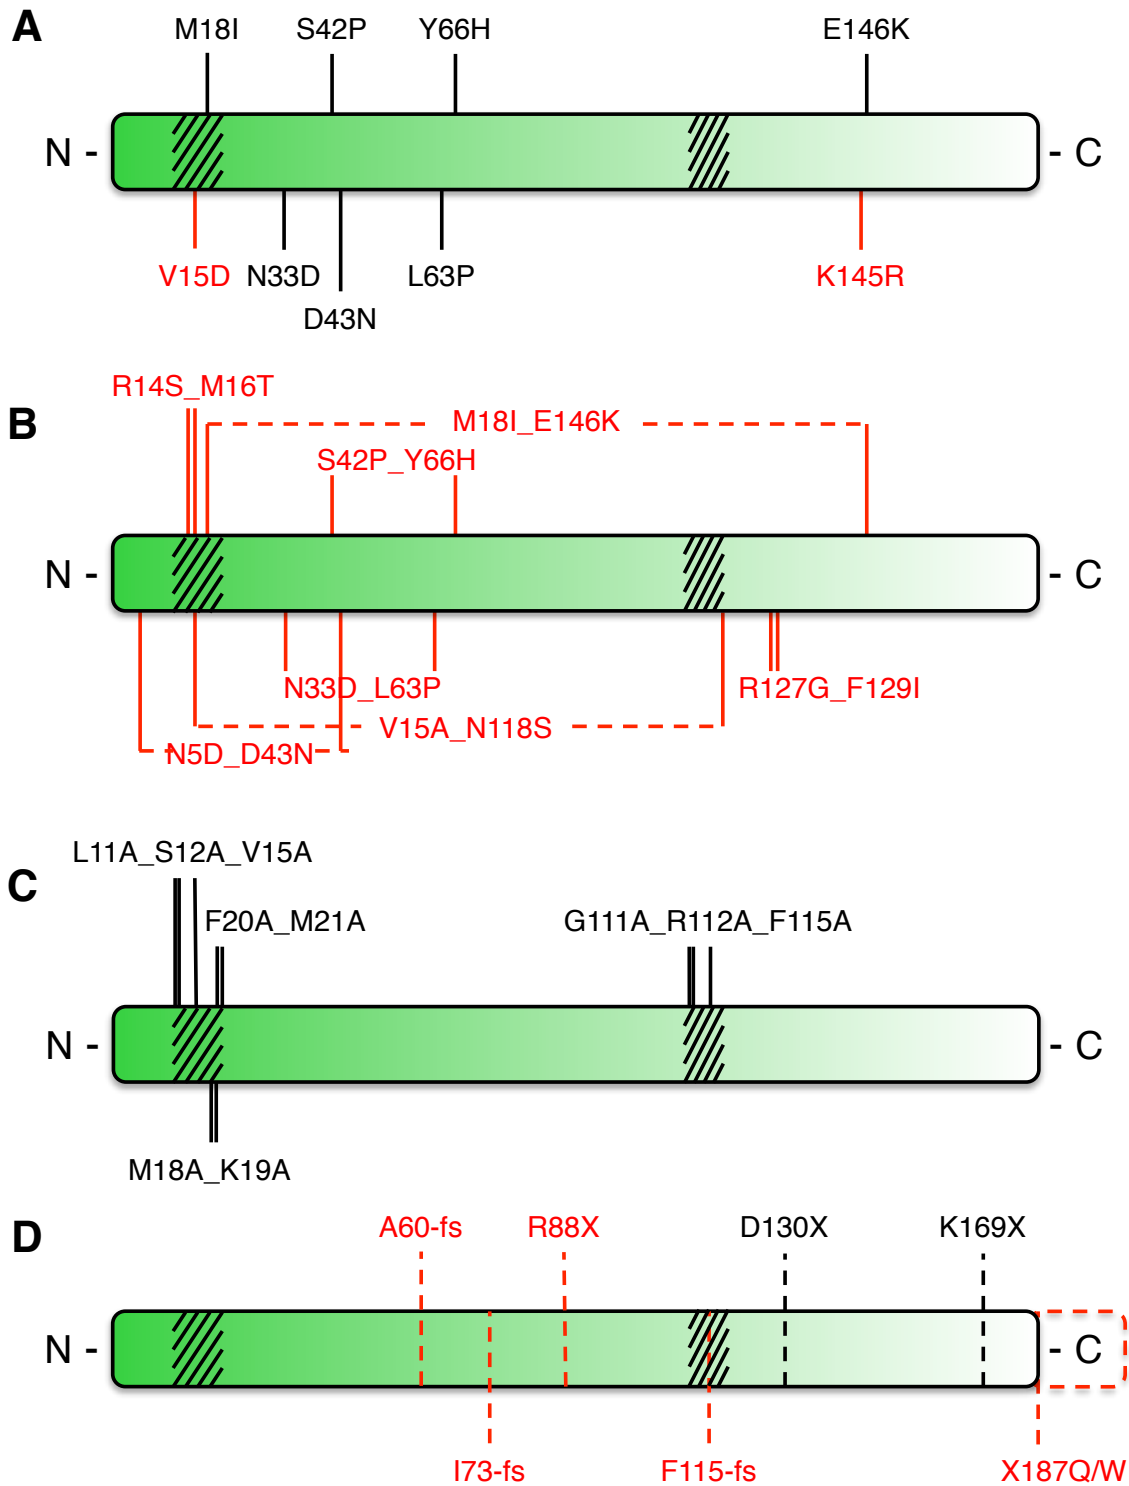 A
M18I S42P Y66H E146K
N - - C
V15D N33D L63P K145R
D43N
R14S_M16T
B
M18I_E146K
S42P_Y66H
N - - C
N33D_L63P R127G_F129I
V15A_N118S
N5D_D43N
L11A_S12A_V15A
C
F20A_M21A G111A_R112A_F115A
N - - C
M18A_K19A
D
A60-fs R88X D130X K169X
N - - C
I73-fs F115-fs X187Q/W